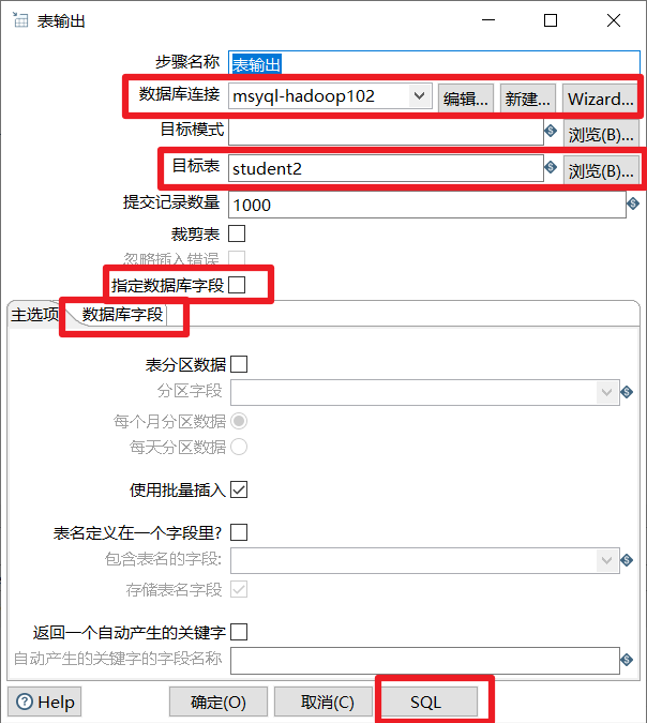 表输出
步骤名称 表输出
数据库连接 msyql-hadoop102 编辑... 新建... Wizard...
目标模式 浏览(B)...
目标表 student2 浏览(B)...
提交记录数量 1000
裁剪表
忽略插入错误
指定数据库字段
主选项 数据库字段
表分区数据
分区字段
每个月分区数据
每天分区数据
使用批量插入
表名定义在一个字段里?
包含表名的字段:
存储表名字段
返回一个自动产生的关键字
自动产生的关键字的字段名称
Help 确定(O) 取消(C) SQL